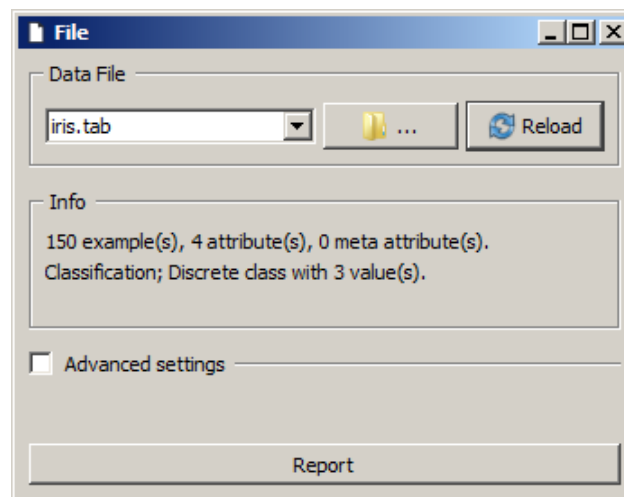 File
Data File
iris.tab
...
Reload
Info
150 example(s), 4 attribute(s), 0 meta attribute(s).
Classification; Discrete class with 3 value(s).
Advanced settings
Report